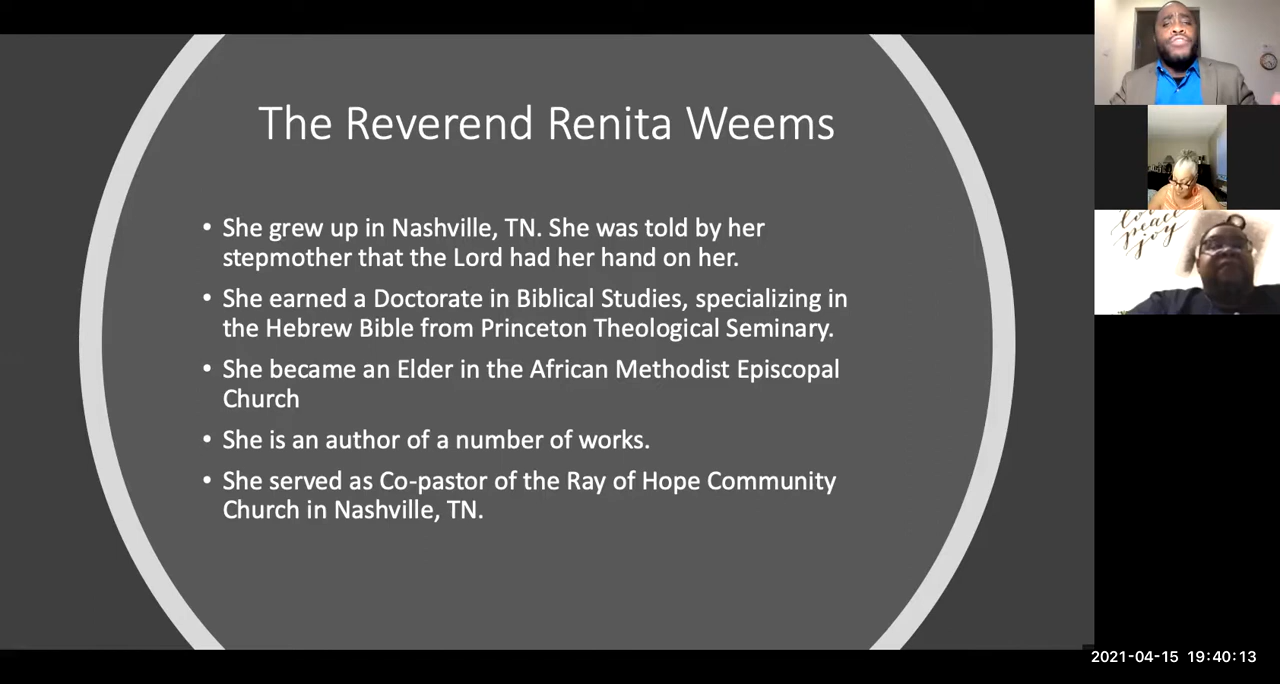 The Reverend Renita Weems
• She grew up in Nashville, TN. She was told by her
stepmother that the Lord had her hand on her.
• She earned a Doctorate in Biblical Studies, specializing in
the Hebrew Bible from Princeton Theological Seminary.
• She became an Elder in the African Methodist Episcopal
Church
• She is an author of a number of works.
• She served as Co-pastor of the Ray of Hope Community
Church in Nashville, TN.
love
peace
joy
2021-04-15 19:40:13